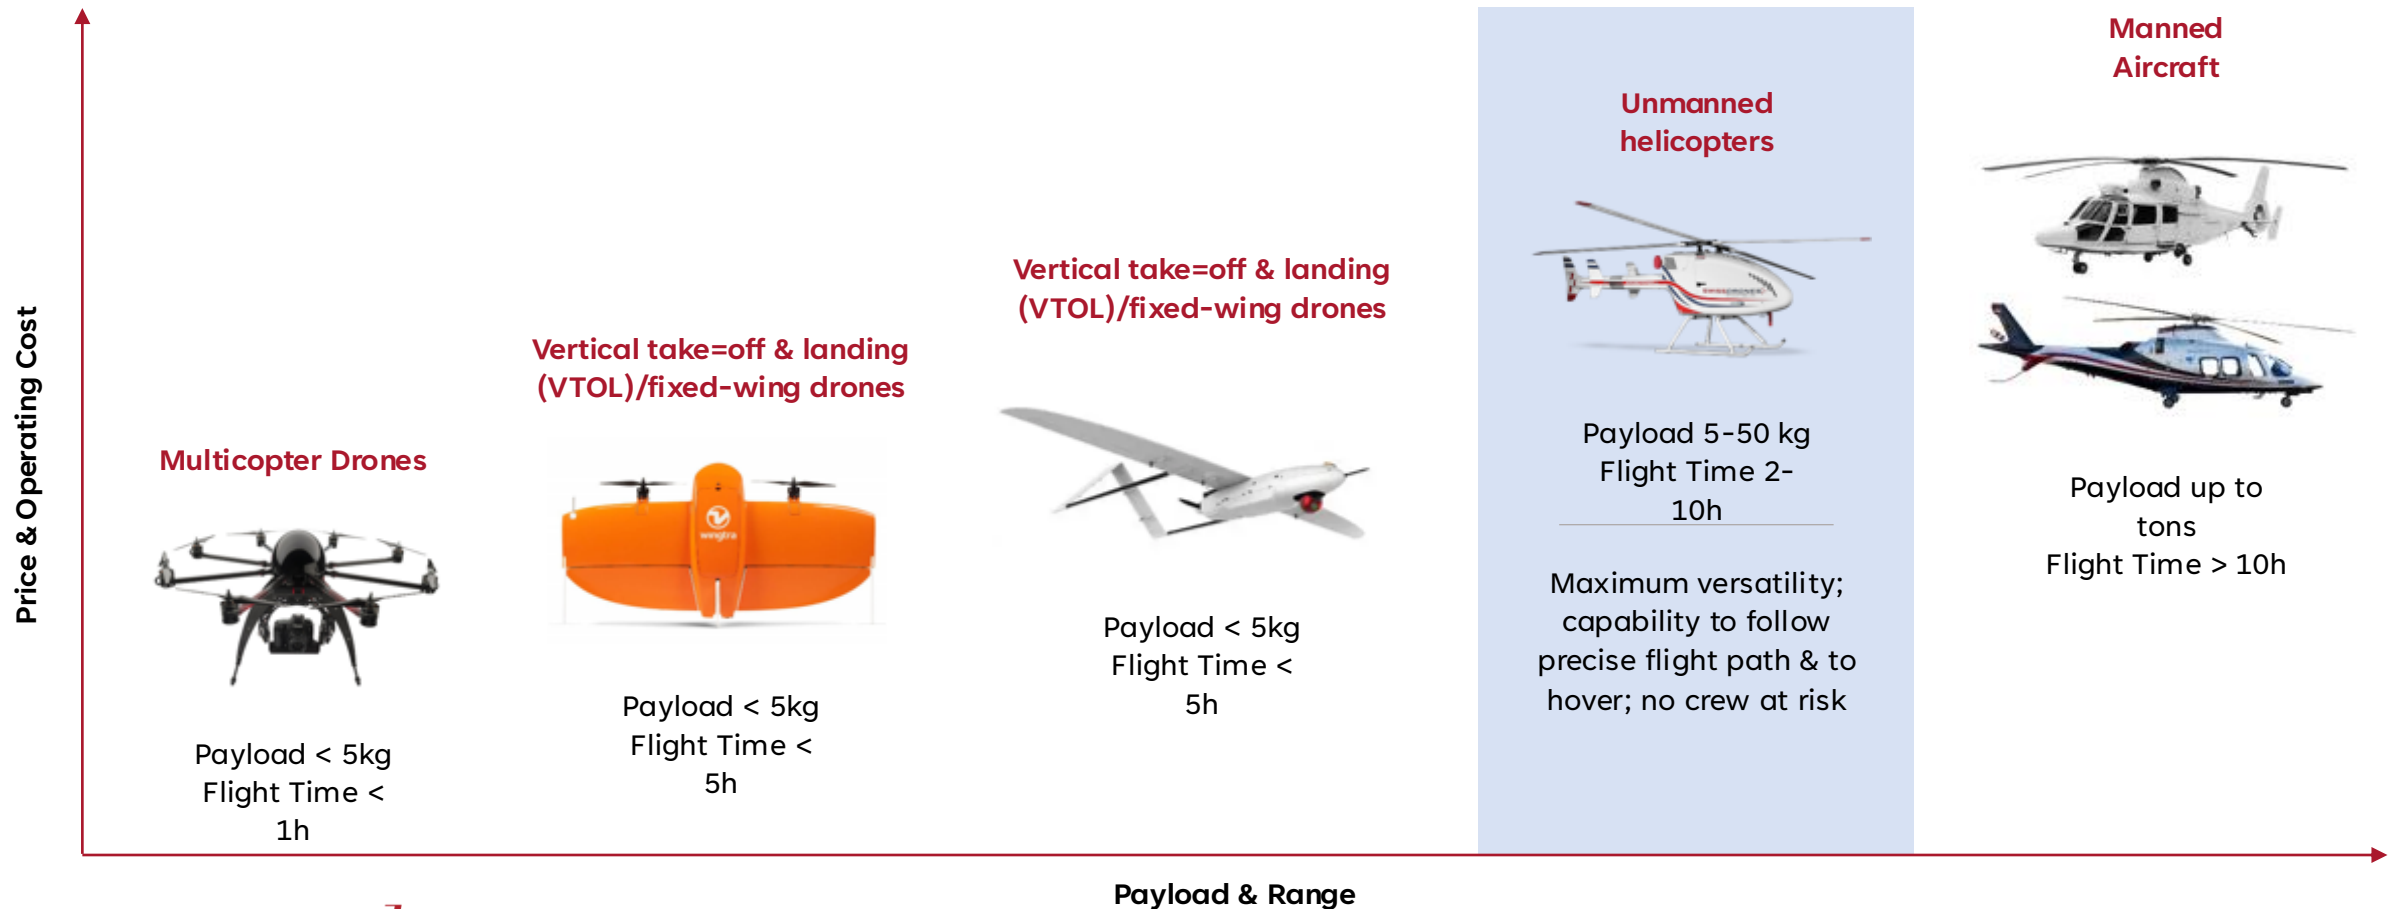 Manned
Aircraft
Unmanned
helicopters
Vertical take=off & landing
(VTOL)/fixed-wing drones
Vertical take=off & landing
(VTOL)/fixed-wing drones
Multicopter Drones
wingtra
Payload 5-50 kg
Flight Time 2-
10h
Payload up to
tons
Flight Time > 10h
Maximum versatility;
capability to follow
precise flight path & to
hover; no crew at risk
Payload < 5kg
Flight Time <
5h
Payload < 5kg
Flight Time <
5h
Payload < 5kg
Flight Time <
1h
Price & Operating Cost
Payload & Range